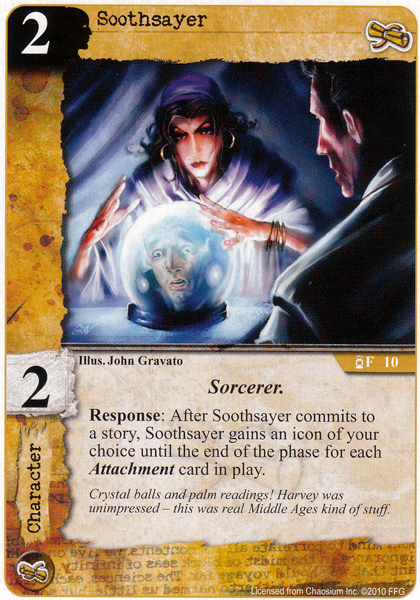 2 Soothsayer
Illus. John Gravato
F 10
2
Sorcerer.
Response: After Soothsayer commits to
a story, Soothsayer gains an icon of your
choice until the end of the phase for each
Attachment card in play.
Crystal balls and palm readings! Harvey was
unimpressed – this was real Middle Ages kind of stuff.
Character
Licensed from Chaosium Inc. ©2010 FFG